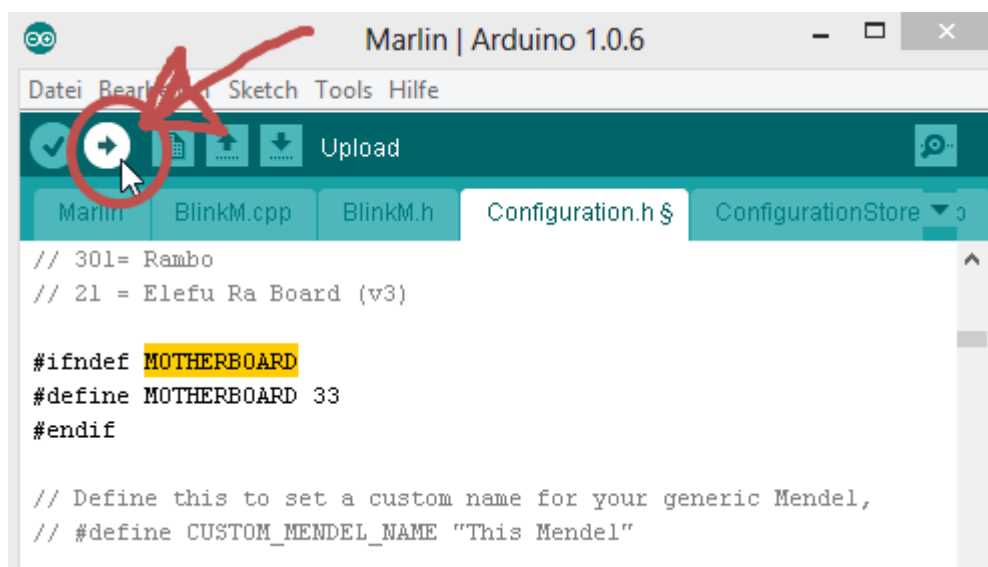 Marlin | Arduino 1.0.6
Datei Sketch Tools Hilfe
Upload
Marlin BlinkM.cpp BlinkM.h Configuration.h § ConfigurationStore
// 301= Rambo
// 21 = Elefu Ra Board (v3)
#ifndef MOTHERBOARD
#define MOTHERBOARD 33
#endif
// Define this to set a custom name for your generic Mendel,
// #define CUSTOM_MENDEL_NAME "This Mendel"